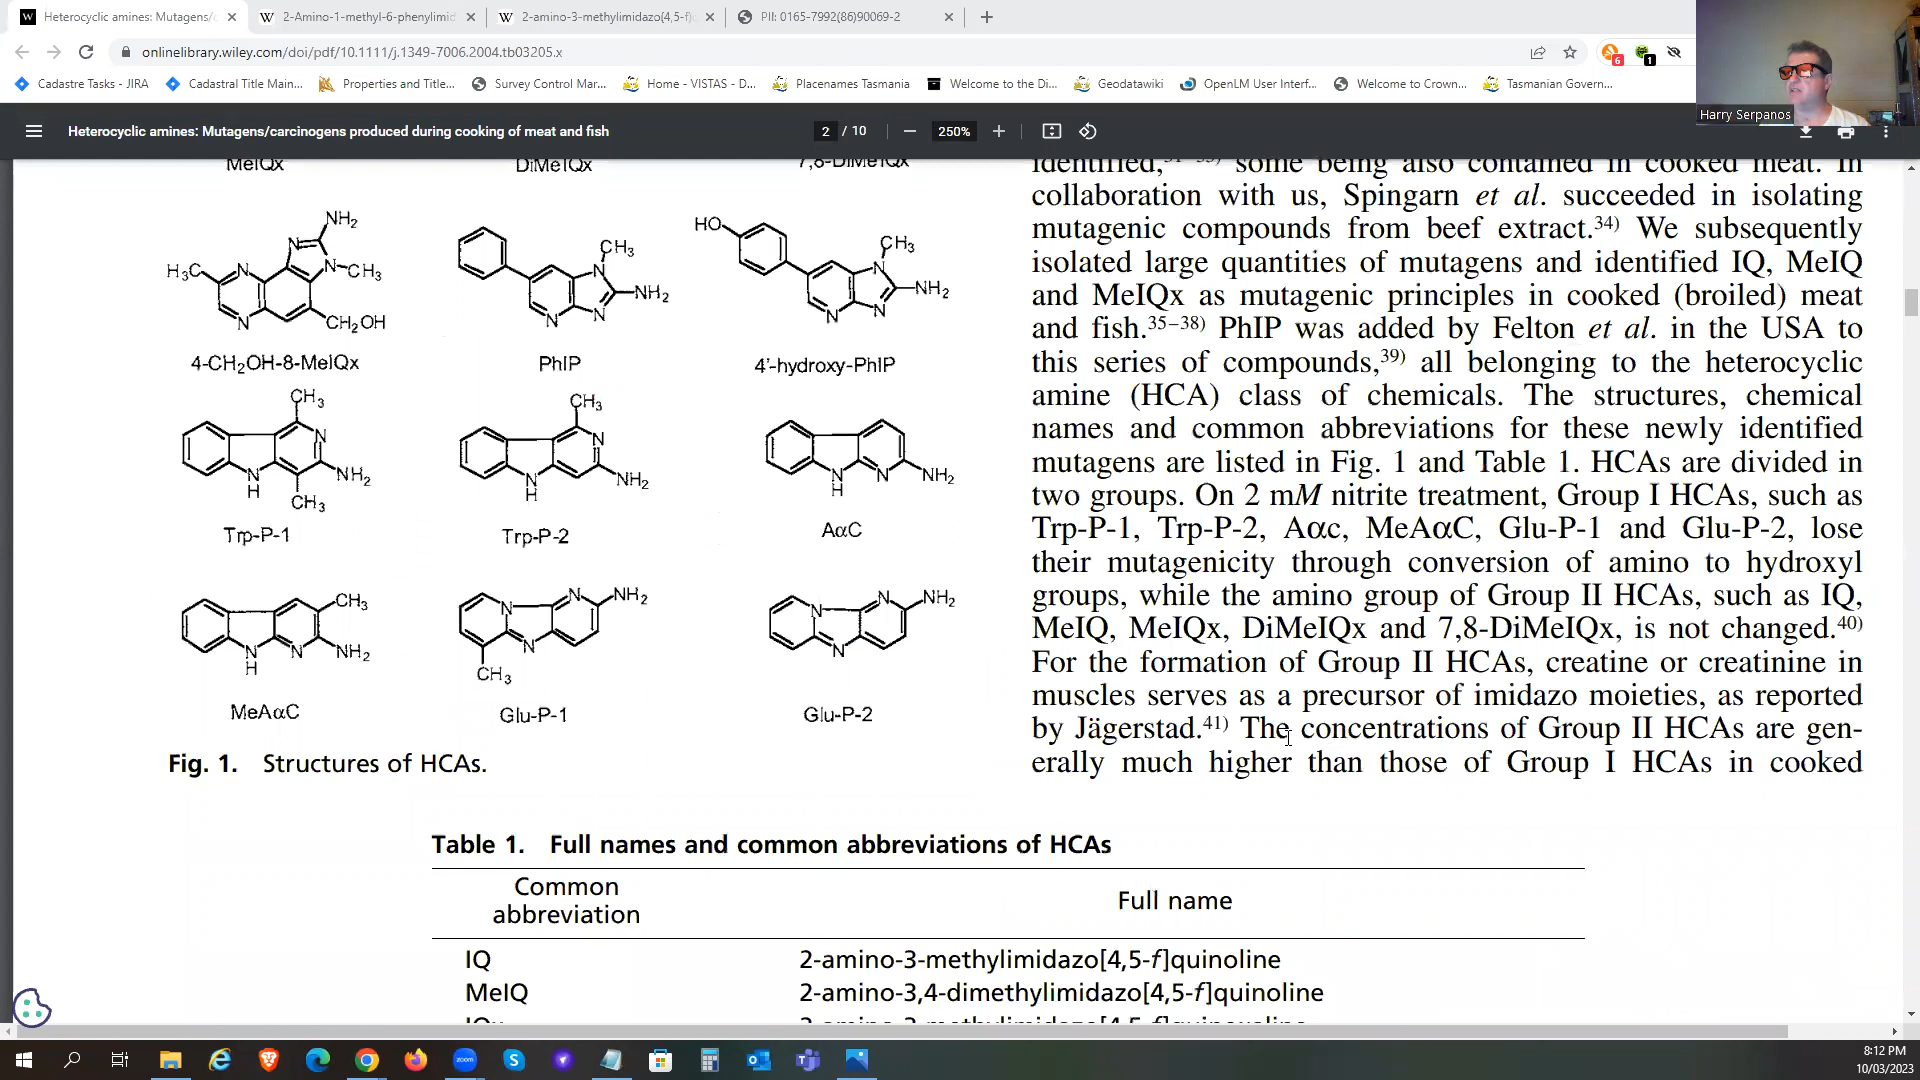 Heterocyclic amines: Mutagens/c
2-Amino-1-methyl-6-phenylimid
2-amino-3-methylimidazo[4,5-f]
PII: 0165-7992(86)90069-2
onlinelibrary.wiley.com/doi/pdf/10.1111/j.1349-7006.2004.tb03205.x
6
1
Cadastre Tasks - JIRA
Cadastral Title Main...
Properties and Title...
Survey Control Mar...
Home - VISTAS - D...
Placenames Tasmania
Welcome to the Di...
Geodatawiki
OpenLM User Interf...
Welcome to Crown...
Tasmanian Govern...
Harry Serpanos
Heterocyclic amines: Mutagens/carcinogens produced during cooking of meat and fish
2 / 10
250%
MeIQx
DiMeIQx
7,8-DiMeIQx
NH₂
H₃C
N
N
N
N
CH₃
CH₂OH
4-CH₂OH-8-MeIQx
CH₃
N
NH₂
N
N
PhIP
HO
CH₃
N
NH₂
N
N
4'-hydroxy-PhIP
CH₃
N
NH₂
N
H
CH₃
Trp-P-1
CH₃
N
NH₂
N
H
Trp-P-2
N
H
N
NH₂
AαC
CH₃
N
H
N
NH₂
MeAαC
N
N
NH₂
N
CH₃
Glu-P-1
N
N
NH₂
N
Glu-P-2
Fig. 1. Structures of HCAs.
identified,³¹⁻³³⁾ some being also contained in cooked meat. In
collaboration with us, Spingarn et al. succeeded in isolating
mutagenic compounds from beef extract.³⁴⁾ We subsequently
isolated large quantities of mutagens and identified IQ, MeIQ
and MeIQx as mutagenic principles in cooked (broiled) meat
and fish.³⁵⁻³⁸⁾ PhIP was added by Felton et al. in the USA to
this series of compounds,³⁹⁾ all belonging to the heterocyclic
amine (HCA) class of chemicals. The structures, chemical
names and common abbreviations for these newly identified
mutagens are listed in Fig. 1 and Table 1. HCAs are divided in
two groups. On 2 mM nitrite treatment, Group I HCAs, such as
Trp-P-1, Trp-P-2, Aαc, MeAαC, Glu-P-1 and Glu-P-2, lose
their mutagenicity through conversion of amino to hydroxyl
groups, while the amino group of Group II HCAs, such as IQ,
MeIQ, MeIQx, DiMeIQx and 7,8-DiMeIQx, is not changed.⁴⁰⁾
For the formation of Group II HCAs, creatine or creatinine in
muscles serves as a precursor of imidazo moieties, as reported
by Jägerstad.⁴¹⁾ The concentrations of Group II HCAs are gen-
erally much higher than those of Group I HCAs in cooked
Table 1. Full names and common abbreviations of HCAs
Common abbreviation
Full name
IQ 2-amino-3-methylimidazo[4,5-f]quinoline
MeIQ 2-amino-3,4-dimethylimidazo[4,5-f]quinoline
IQx 2-amino-3-methylimidazo[4,5-f]quinoxaline
8:12 PM
10/03/2023